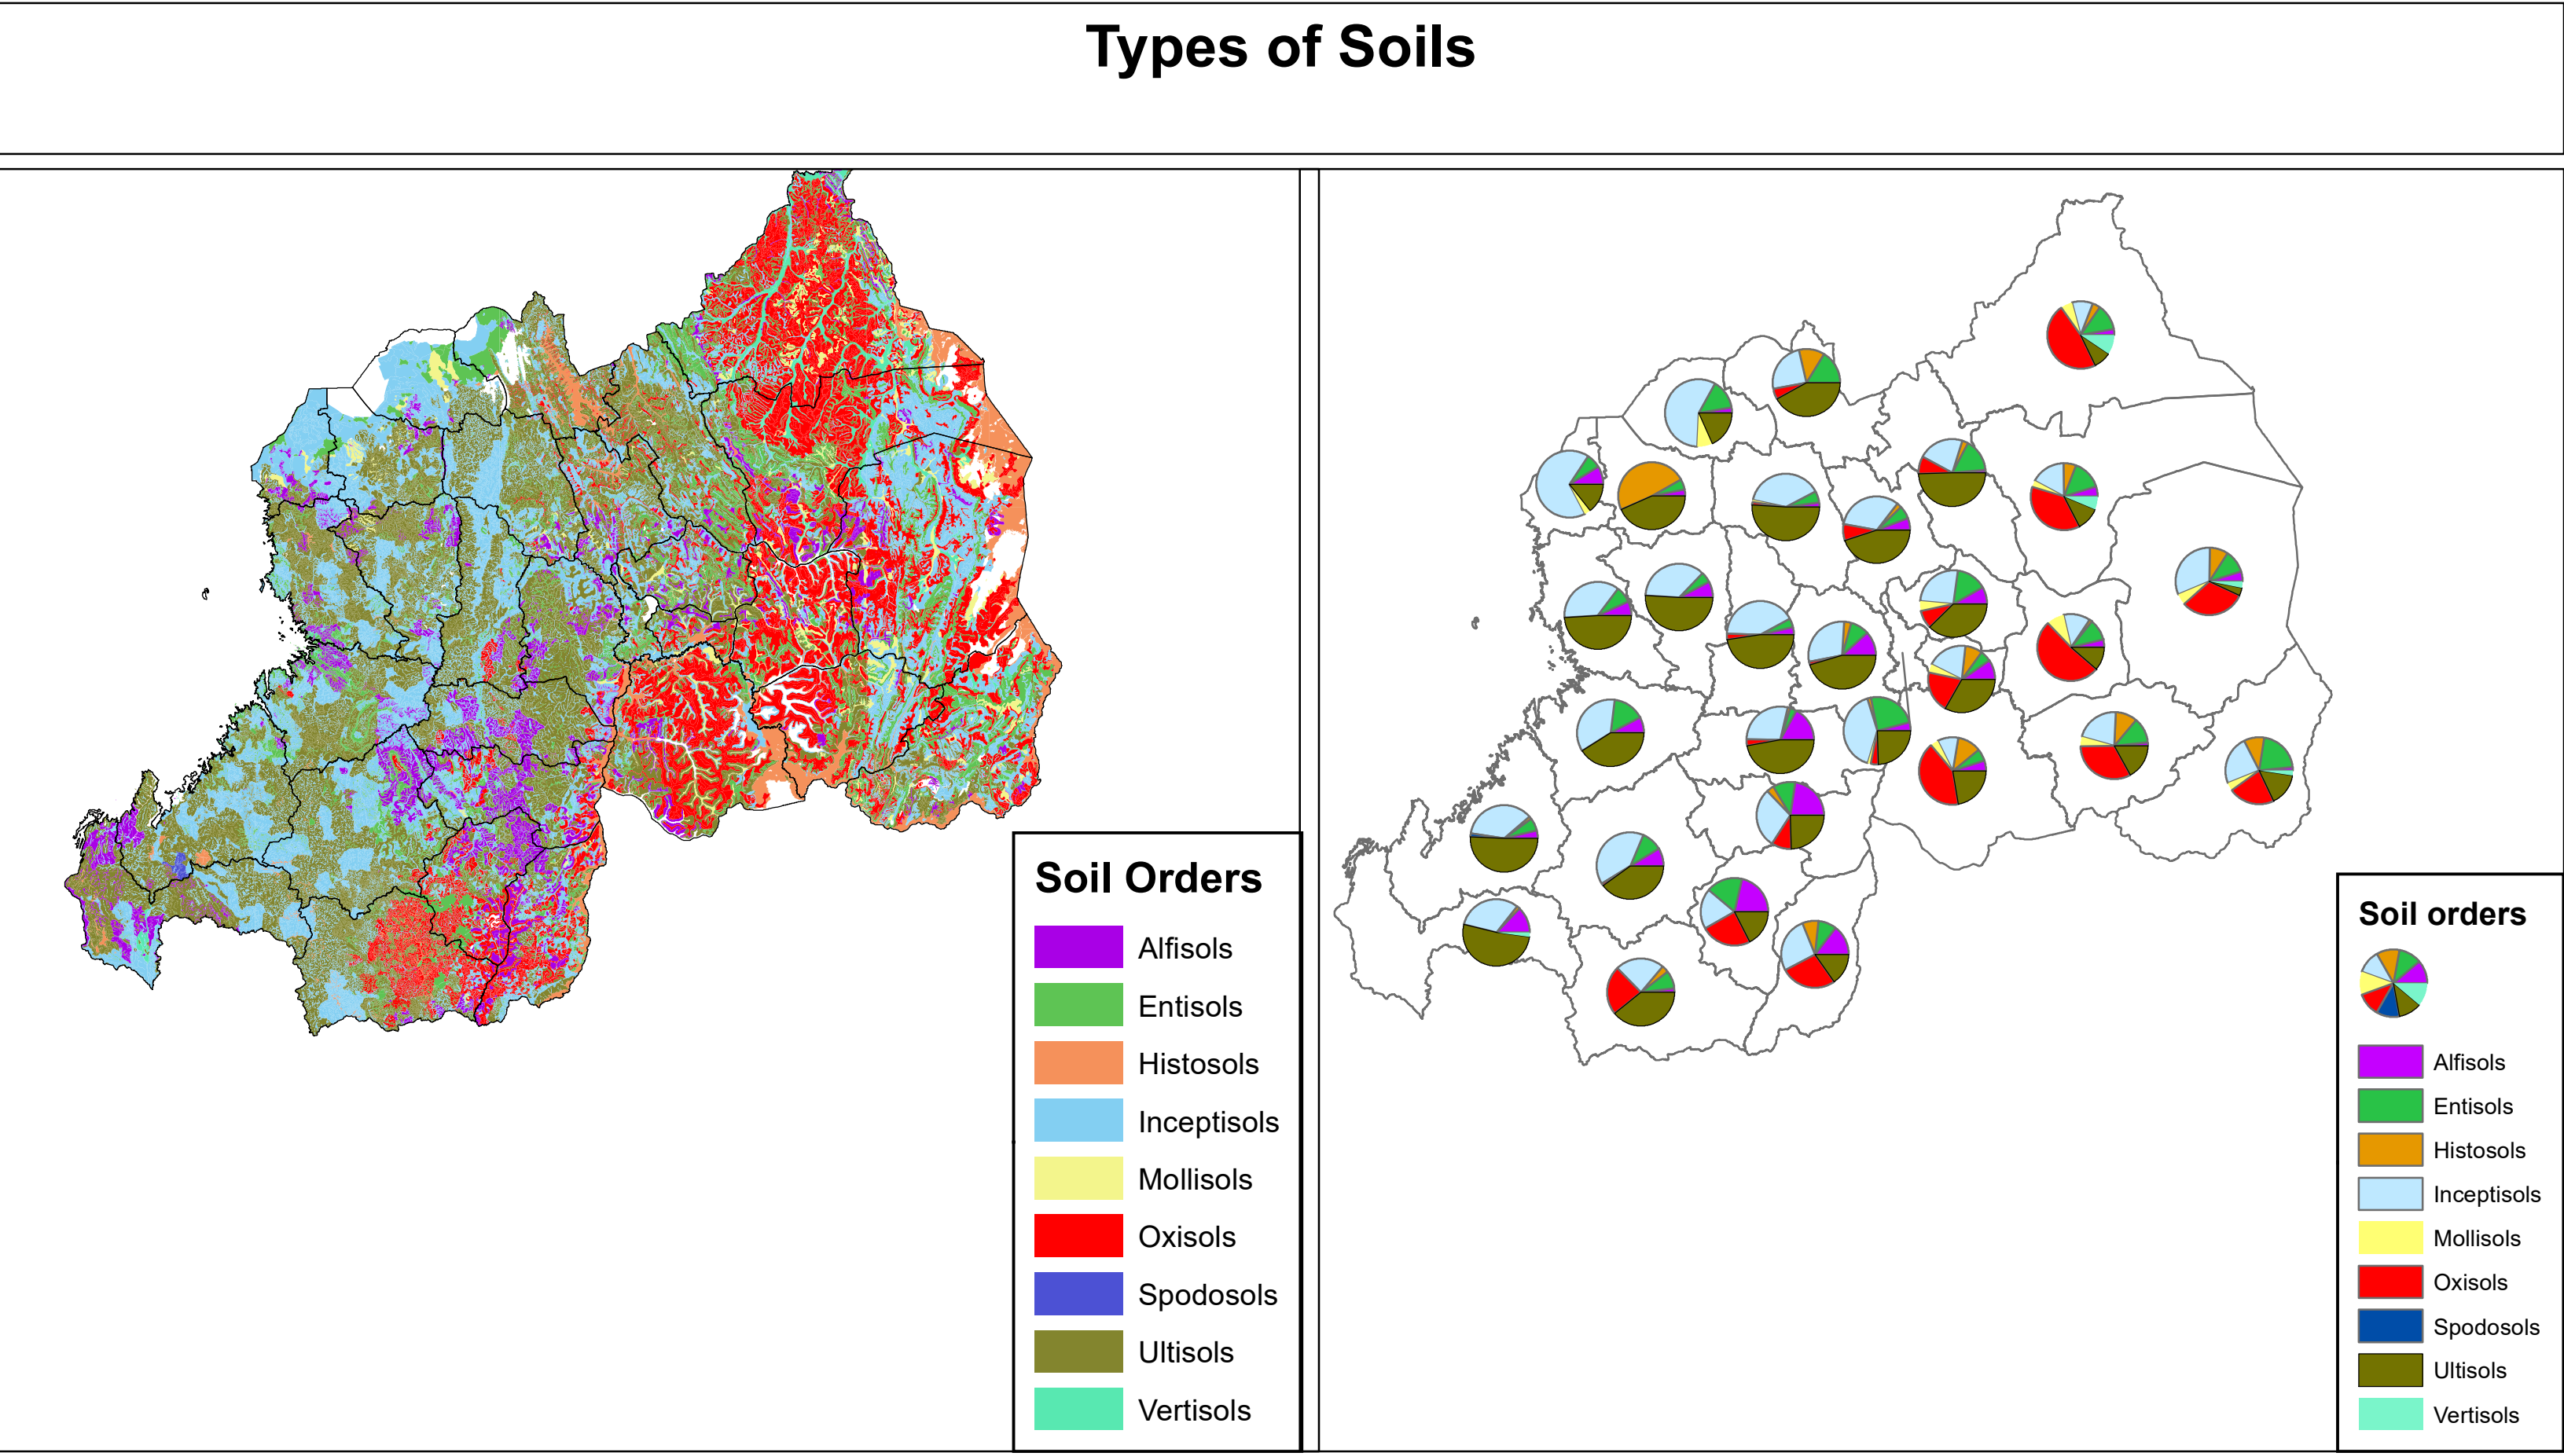 Types of Soils
Soil Orders
Alfisols
Entisols
Histosols
Inceptisols
Mollisols
Oxisols
Spodosols
Ultisols
Vertisols
Soil orders
Alfisols
Entisols
Histosols
Inceptisols
Mollisols
Oxisols
Spodosols
Ultisols
Vertisols